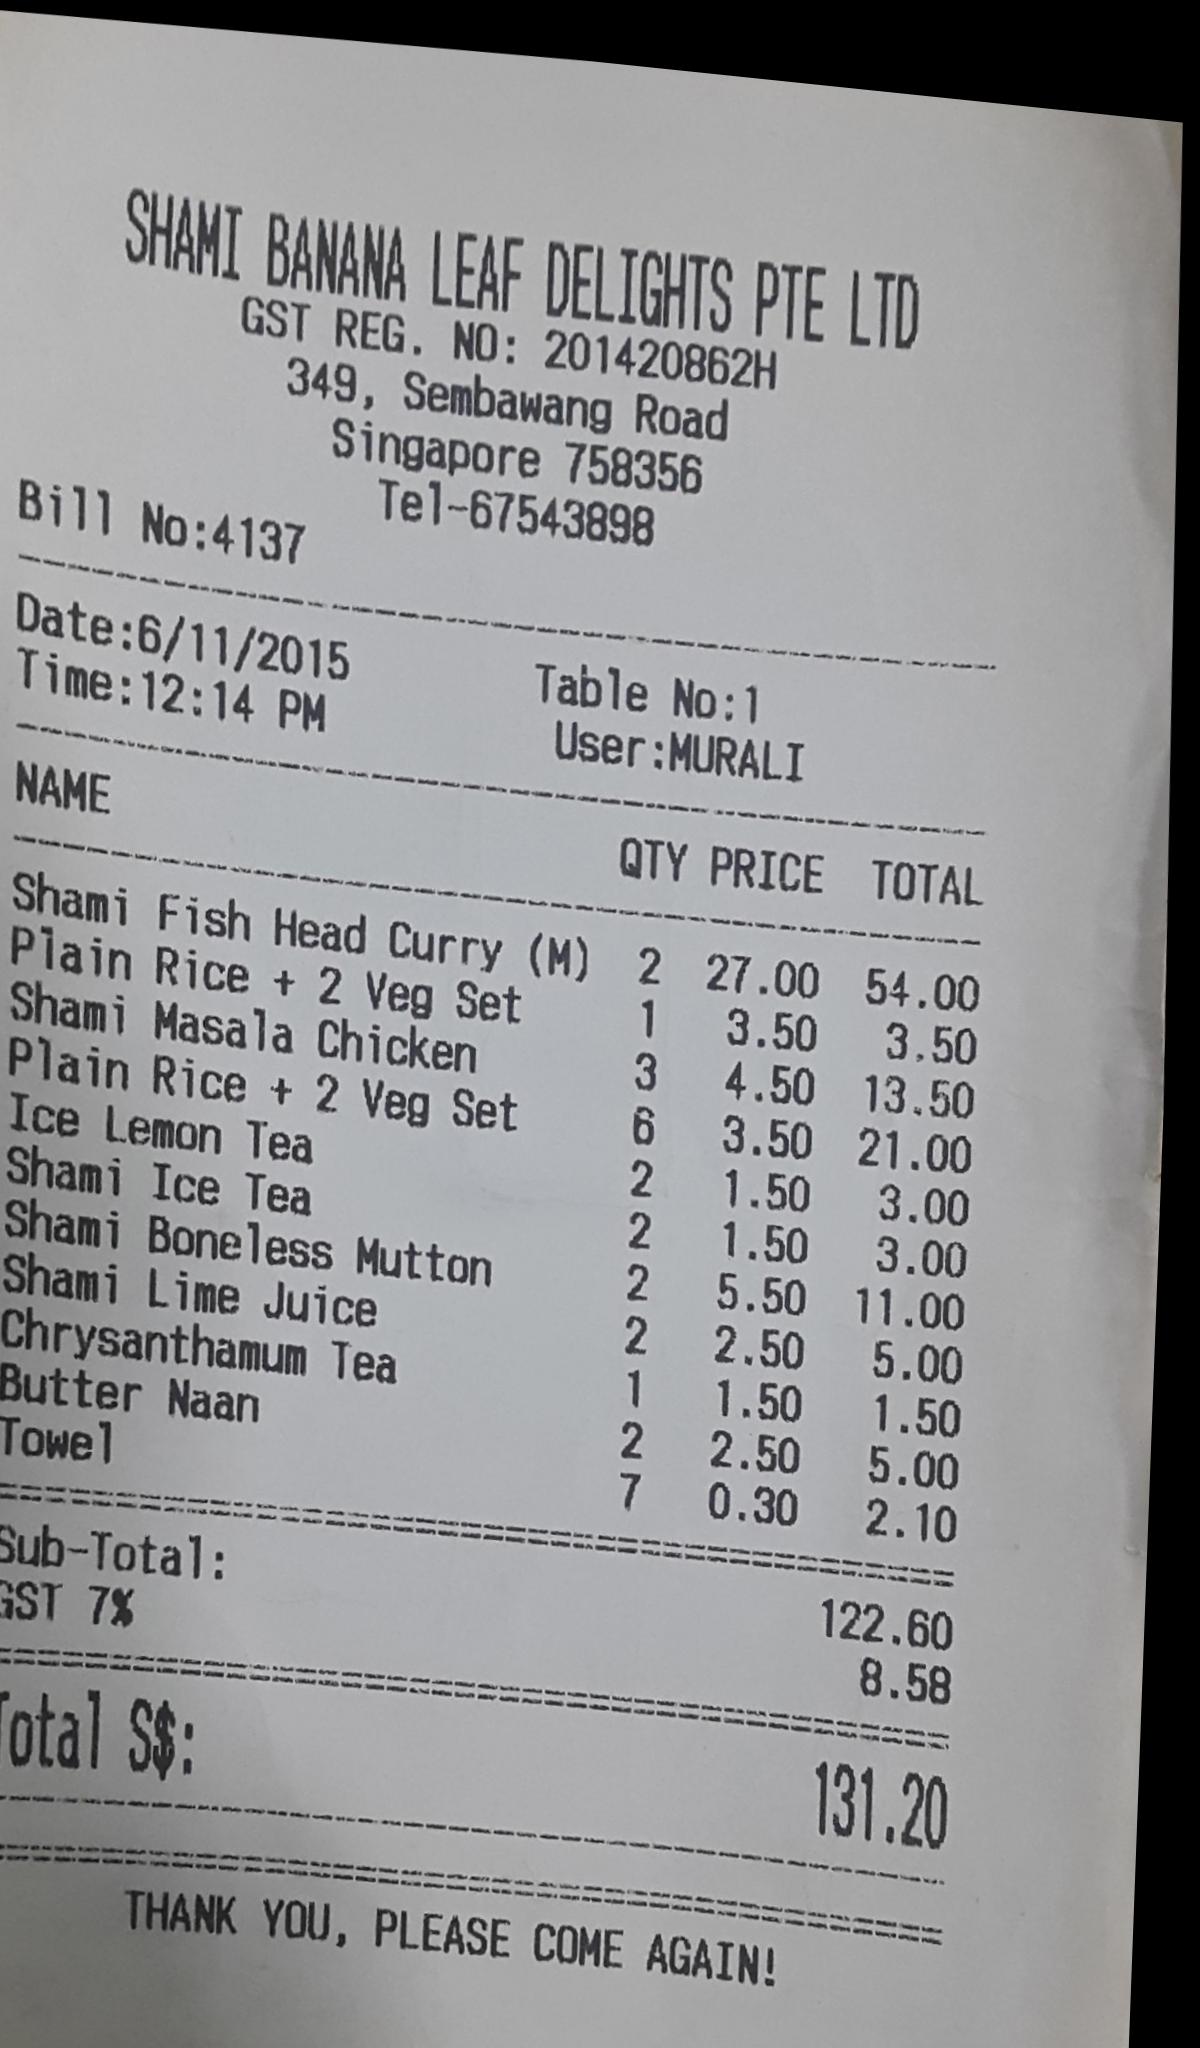 SHAMI BANANA LEAF DELIGHTS PTE LTD
GST REG. NO: 201420862H
349, Sembawang Road
Singapore 758356
Tel-67543898
Bill No:4137
Date:6/11/2015 Table No:1
Time:12:14 PM User:MURALI
NAME QTY PRICE TOTAL
Shami Fish Head Curry (M) 2 27.00 54.00
Plain Rice + 2 Veg Set 1 3.50 3.50
Shami Masala Chicken 3 4.50 13.50
Plain Rice + 2 Veg Set 6 3.50 21.00
Ice Lemon Tea 2 1.50 3.00
Shami Ice Tea 2 1.50 3.00
Shami Boneless Mutton 2 5.50 11.00
Shami Lime Juice 2 2.50 5.00
Chrysanthamum Tea 1 1.50 1.50
Butter Naan 2 2.50 5.00
Towel 7 0.30 2.10
Sub-Total: 122.60
GST 7% 8.58
Total S$: 131.20
THANK YOU, PLEASE COME AGAIN!